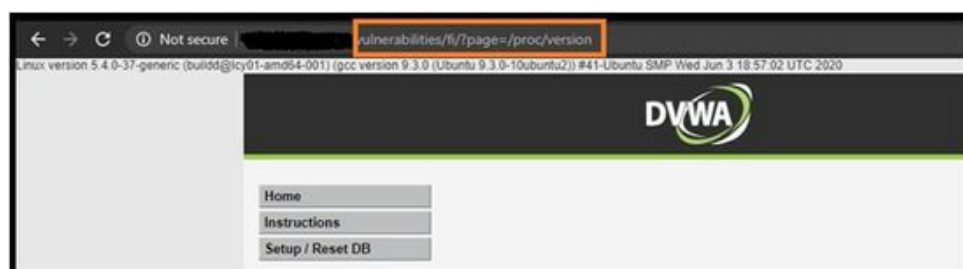 Not secure | vulnerabilities/fi/?page=/proc/version
Linux version 5.4.0-37-generic (buildd@lcy01-amd64-001) (gcc version 9.3.0 (Ubuntu 9.3.0-10ubuntu2)) #41-Ubuntu SMP Wed Jun 3 18:57:02 UTC 2020
DVWA
Home
Instructions
Setup / Reset DB